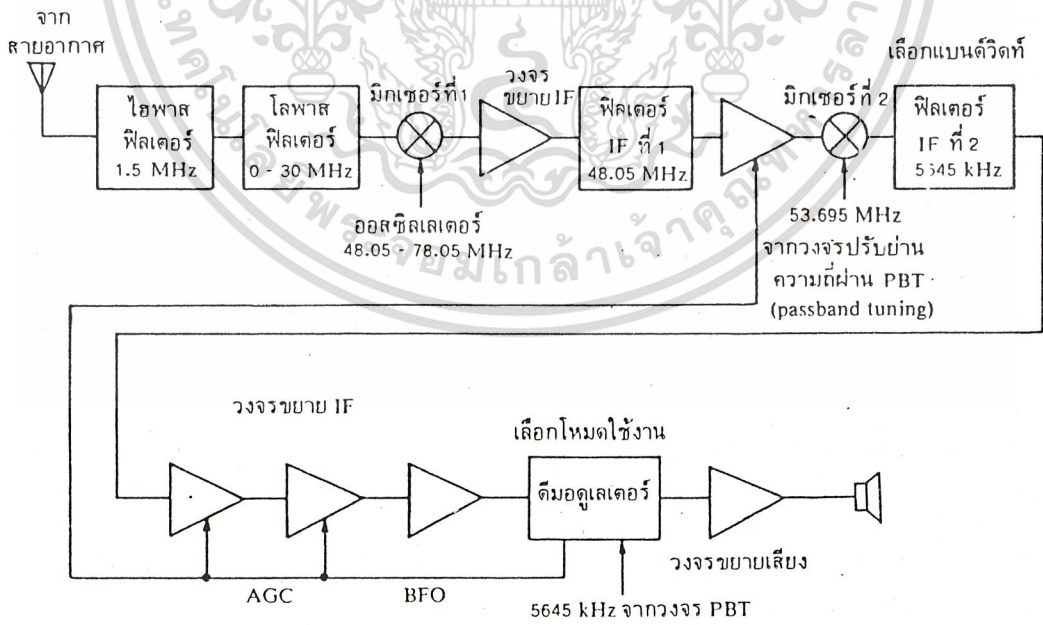 จาก
สายอากาศ
ไฮพาส
ฟิลเตอร์
1.5 MHz
โลพาส
ฟิลเตอร์
0 - 30 MHz
มิกเซอร์ที่ 1
ออสซิลเลเตอร์
48.05 - 78.05 MHz
วงจร
ขยาย IF
ฟิลเตอร์
IF ที่ 1
48.05 MHz
มิกเซอร์ที่ 2
53.695 MHz
จากวงจรปรับย่าน
ความถี่ผ่าน PBT
(passband tuning)
เลือกแบนด์วิดท์
ฟิลเตอร์
IF ที่ 2
5645 kHz
วงจรขยาย IF
เลือกโหมดใช้งาน
ดีมอดูเลเตอร์
วงจรขยายเสียง
AGC
BFO
5645 kHz จากวงจร PBT